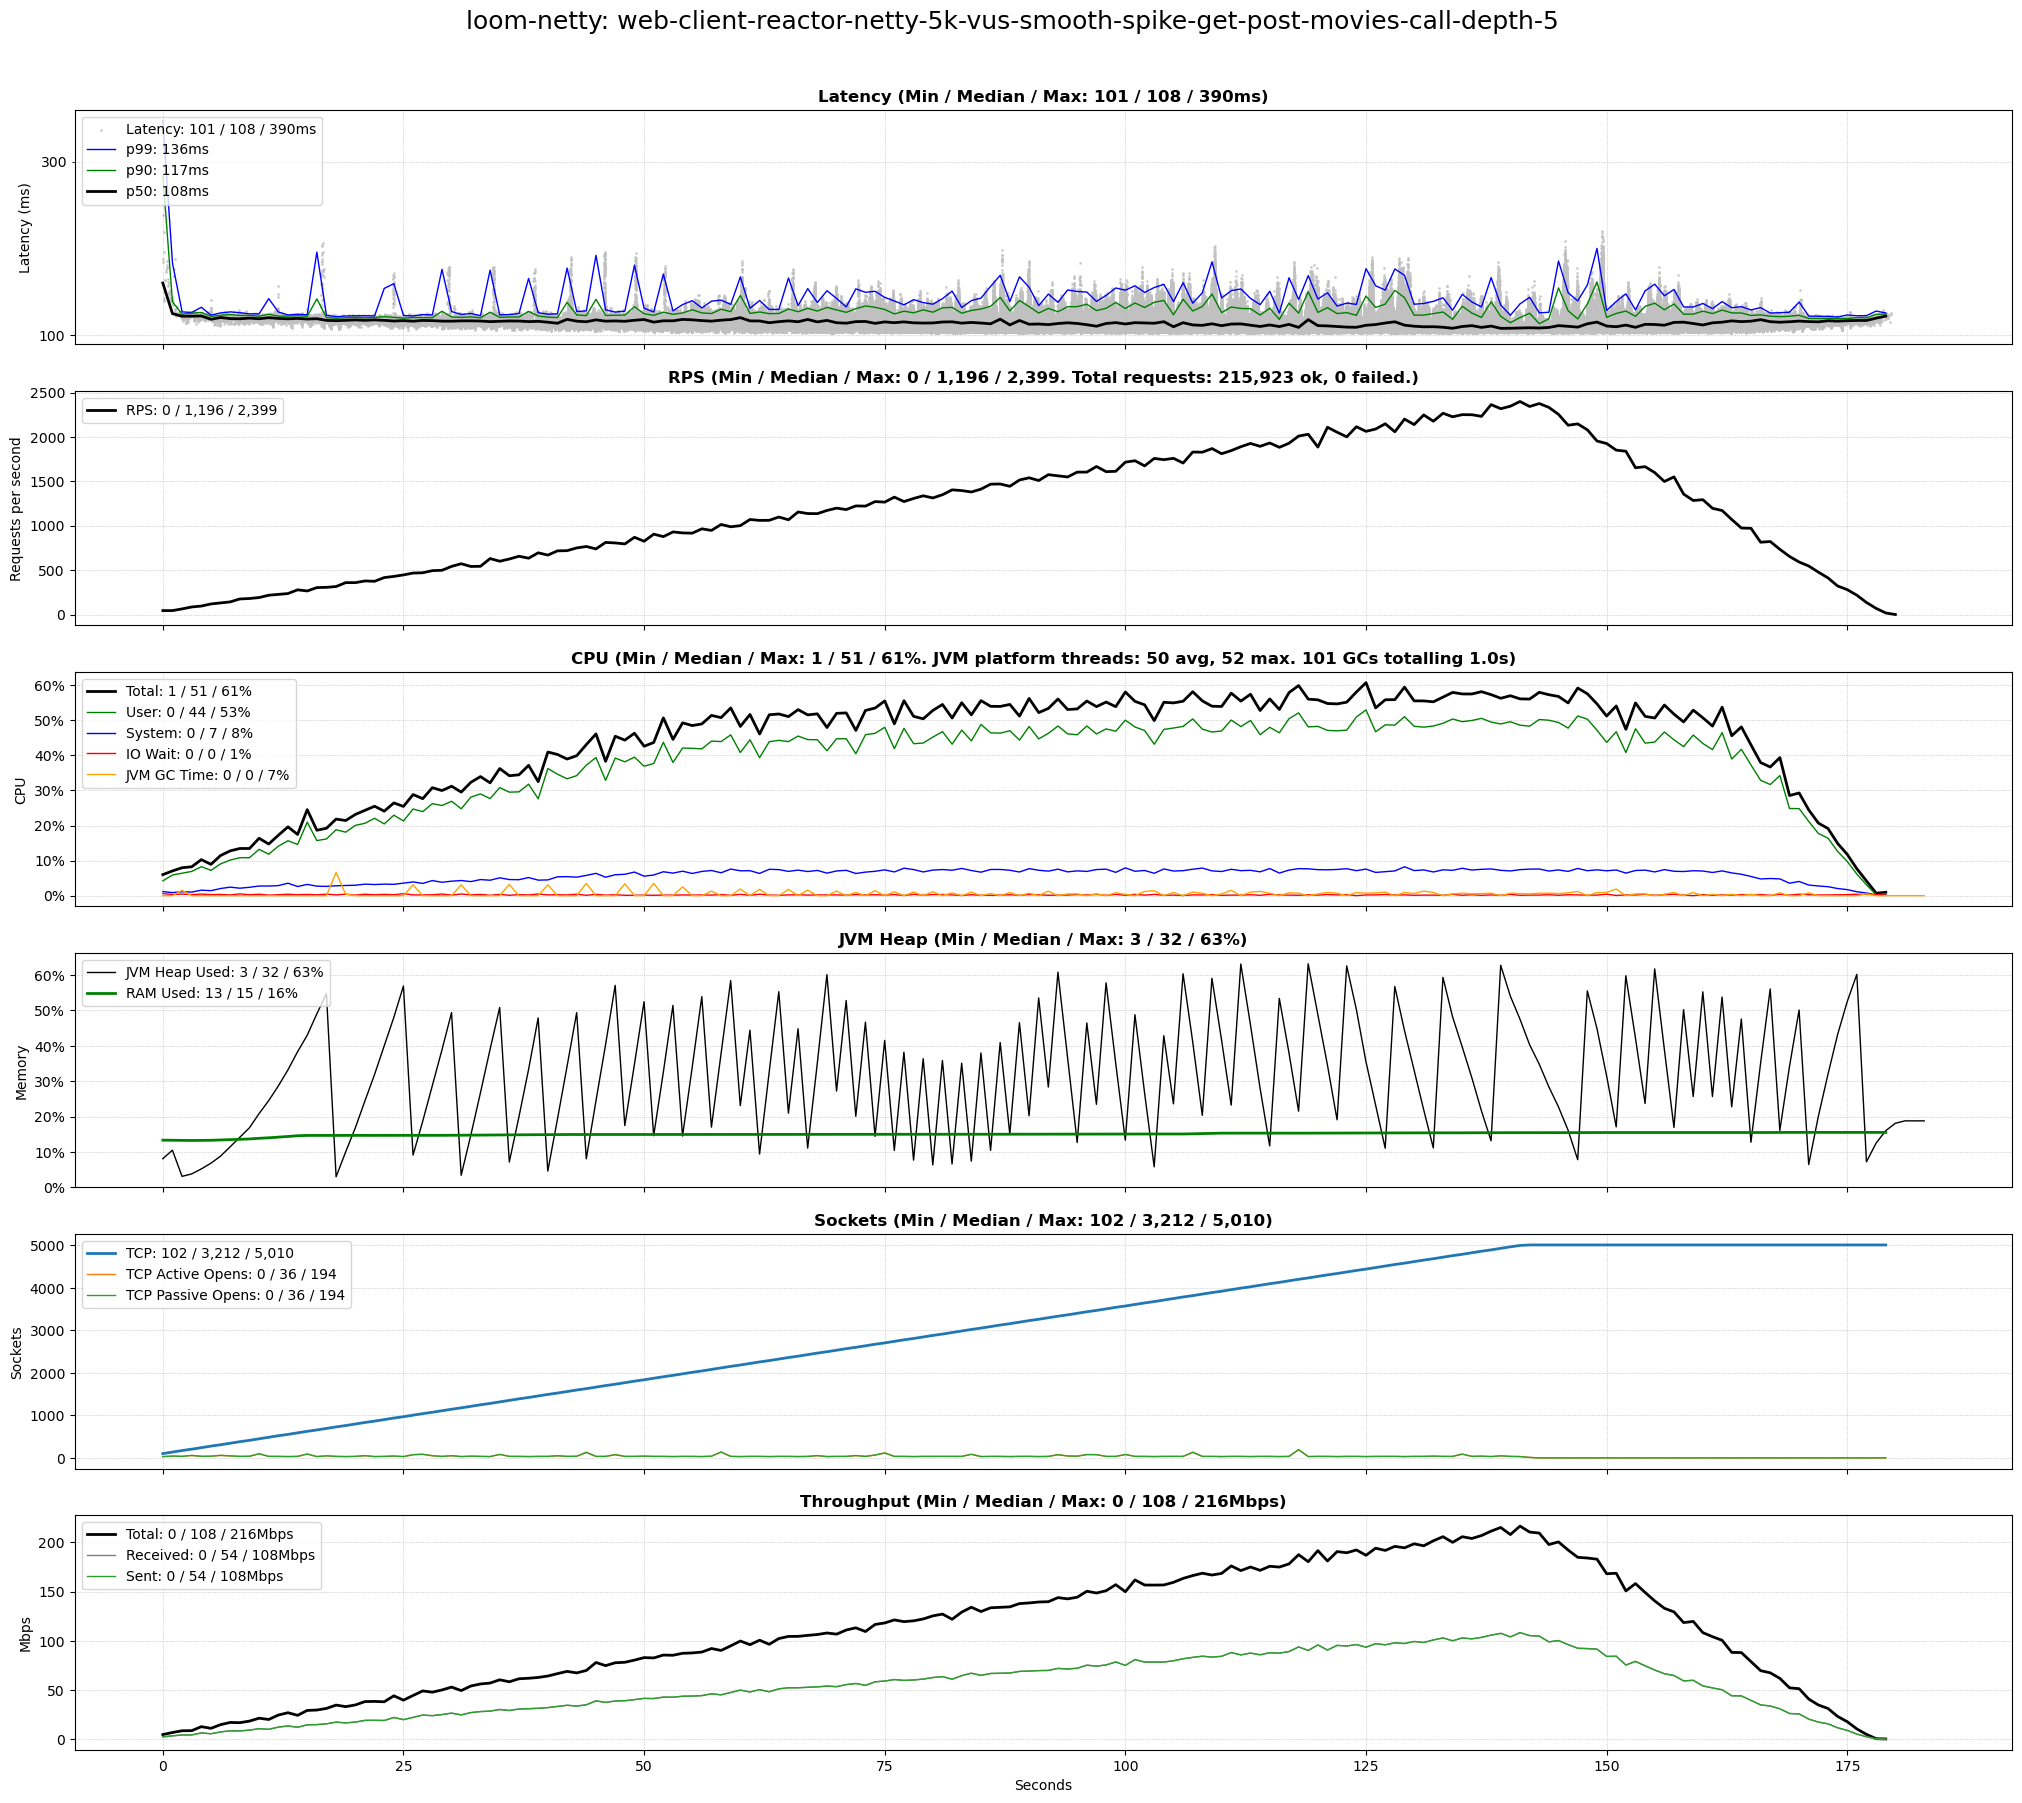 loom-netty: web-client-reactor-netty-5k-vus-smooth-spike-get-post-movies-call-depth-5
Latency (Min / Median / Max: 101 / 108 / 390ms)
Latency: 101 / 108 / 390ms
p99: 136ms
p90: 117ms
p50: 108ms
Latency (ms)
300
100
RPS (Min / Median / Max: 0 / 1,196 / 2,399. Total requests: 215,923 ok, 0 failed.)
RPS: 0 / 1,196 / 2,399
Requests per second
2500
2000
1500
1000
500
0
CPU (Min / Median / Max: 1 / 51 / 61%. JVM platform threads: 50 avg, 52 max. 101 GCs totalling 1.0s)
Total: 1 / 51 / 61%
User: 0 / 44 / 53%
System: 0 / 7 / 8%
IO Wait: 0 / 0 / 1%
JVM GC Time: 0 / 0 / 7%
CPU
60%
50%
40%
30%
20%
10%
0%
JVM Heap (Min / Median / Max: 3 / 32 / 63%)
JVM Heap Used: 3 / 32 / 63%
RAM Used: 13 / 15 / 16%
Memory
60%
50%
40%
30%
20%
10%
0%
Sockets (Min / Median / Max: 102 / 3,212 / 5,010)
TCP: 102 / 3,212 / 5,010
TCP Active Opens: 0 / 36 / 194
TCP Passive Opens: 0 / 36 / 194
Sockets
5000
4000
3000
2000
1000
0
Throughput (Min / Median / Max: 0 / 108 / 216Mbps)
Total: 0 / 108 / 216Mbps
Received: 0 / 54 / 108Mbps
Sent: 0 / 54 / 108Mbps
Mbps
200
150
100
50
0
0 25 50 75 100 125 150 175
Seconds